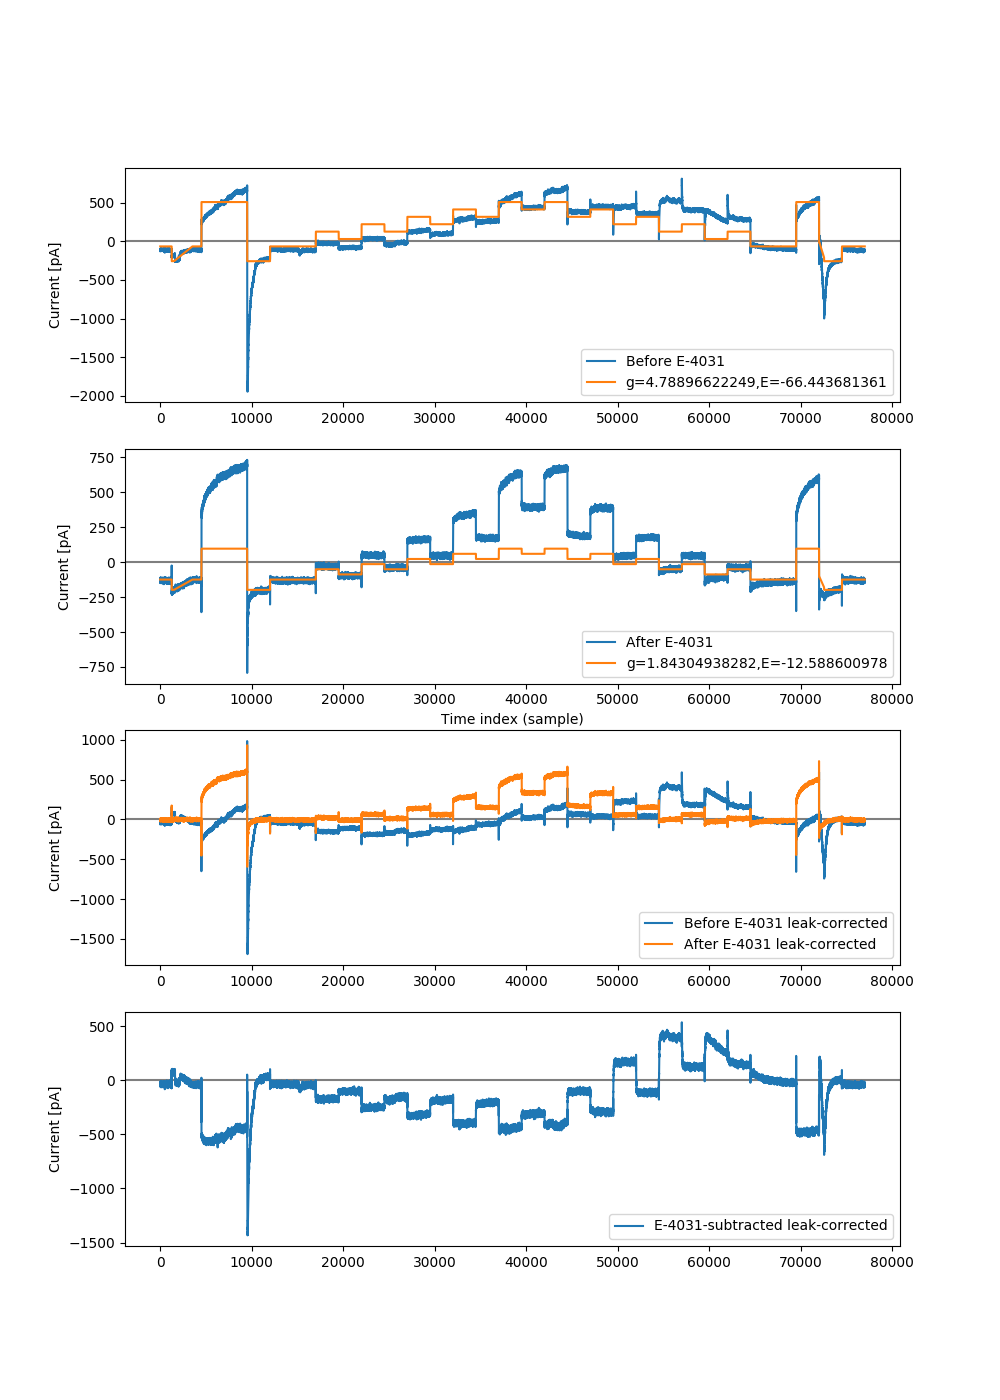 500
0
−500
−1000
−1500
−2000
Current [pA]
Before E-4031
g=4.78896622249,E=-66.443681361
0 10000 20000 30000 40000 50000 60000 70000 80000
750
500
250
0
−250
−500
−750
Current [pA]
After E-4031
g=1.84304938282,E=-12.588600978
0 10000 20000 30000 40000 50000 60000 70000 80000
Time index (sample)
1000
500
0
−500
−1000
−1500
Current [pA]
Before E-4031 leak-corrected
After E-4031 leak-corrected
0 10000 20000 30000 40000 50000 60000 70000 80000
500
0
−500
−1000
−1500
Current [pA]
E-4031-subtracted leak-corrected
0 10000 20000 30000 40000 50000 60000 70000 80000